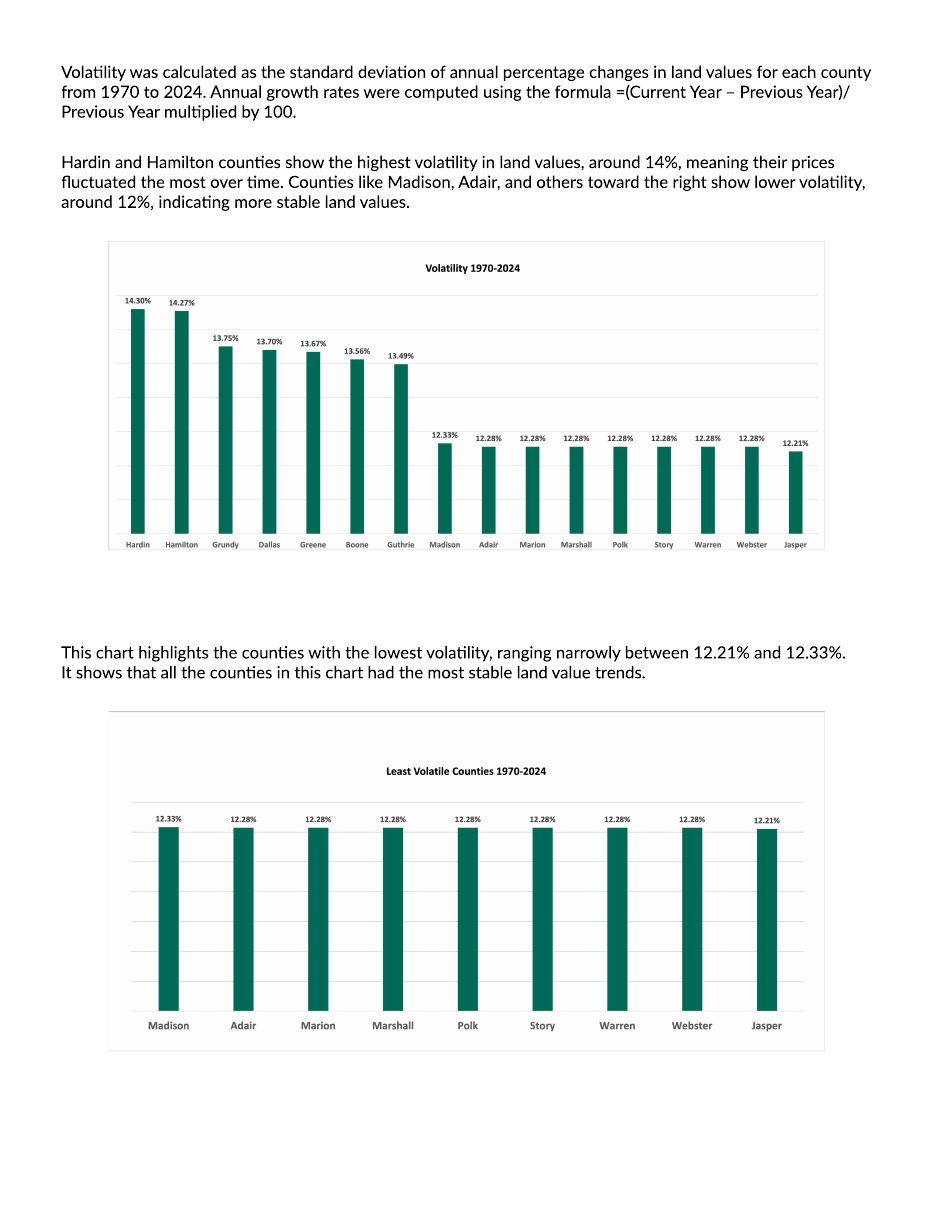 Volatility was calculated as the standard deviation of annual percentage changes in land values for each county
from 1970 to 2024. Annual growth rates were computed using the formula =(Current Year – Previous Year)/
Previous Year multiplied by 100.
Hardin and Hamilton counties show the highest volatility in land values, around 14%, meaning their prices
fluctuated the most over time. Counties like Madison, Adair, and others toward the right show lower volatility,
around 12%, indicating more stable land values.
Volatility 1970-2024
14.30% 14.27% 13.75% 13.70% 13.67% 13.56% 13.49% 12.33% 12.28% 12.28% 12.28% 12.28% 12.28% 12.28% 12.28% 12.21%
Hardin Hamilton Grundy Dallas Greene Boone Guthrie Madison Adair Marion Marshall Polk Story Warren Webster Jasper
This chart highlights the counties with the lowest volatility, ranging narrowly between 12.21% and 12.33%.
It shows that all the counties in this chart had the most stable land value trends.
Least Volatile Counties 1970-2024
12.33% 12.28% 12.28% 12.28% 12.28% 12.28% 12.28% 12.28% 12.21%
Madison Adair Marion Marshall Polk Story Warren Webster Jasper